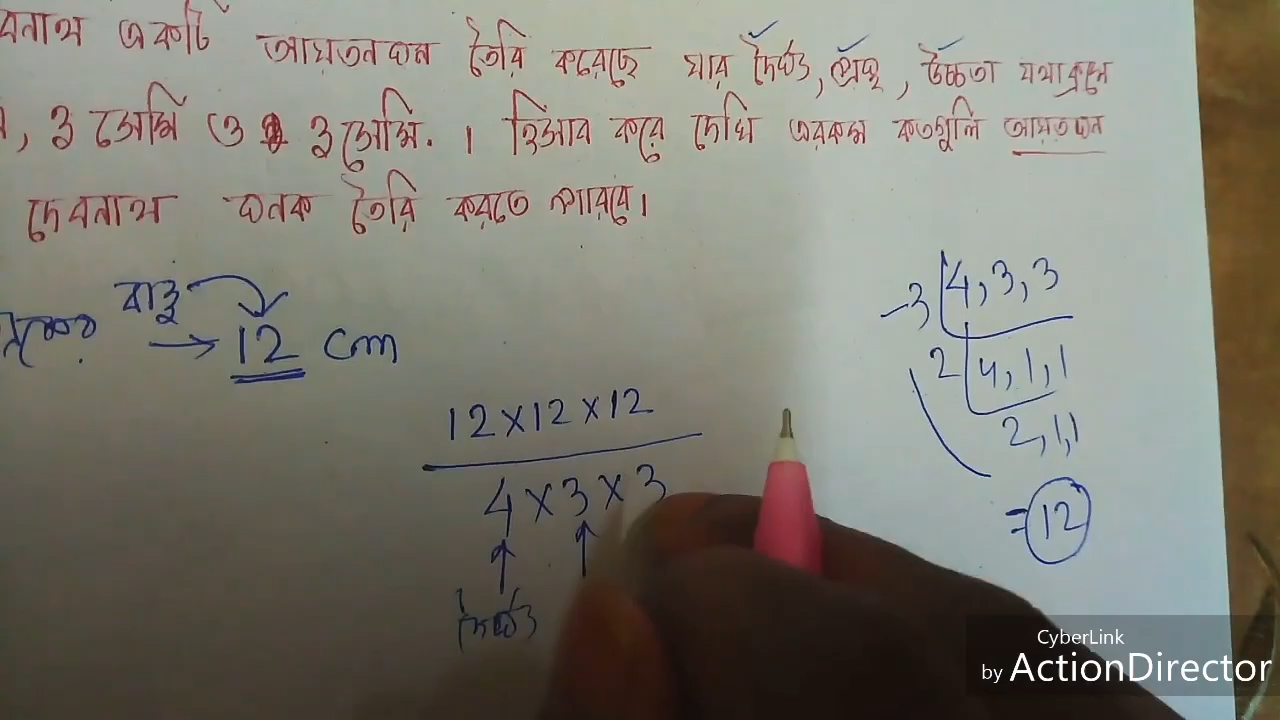 বনাথ একটি আয়তনঘন তৈরি করেছে যার দৈর্ঘ্য, প্রস্থ, উচ্চতা যথাক্রমে
, 3 সেমি ও 3 সেমি. । হিসাব করে দেখি এরকম কতগুলি আয়তঘন
দেবনাথ ঘনক তৈরি করতে পারবে।
বাহু
→ 12 cm
3 | 4, 3, 3
2 | 4, 1, 1
2, 1, 1
= 12
12 × 12 × 12
4 × 3 × 3
দৈর্ঘ্য
CyberLink
by ActionDirector